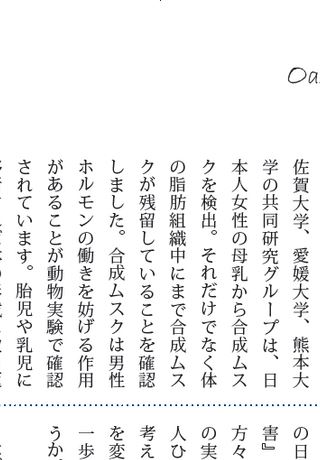 Oa
佐賀大学、愛媛大学、熊本大
学の共同研究グループは、日
本人女性の母乳から合成ムス
クを検出。それだけでなく体
の脂肪組織中にまで合成ムス
クが残留していることを確認
しました。合成ムスクは男性
ホルモンの働きを妨げる作用
があることが動物実験で確認
されています。胎児や乳児に
の日
害』
方々
の実
人ひ
考え
を変
一歩
うか。